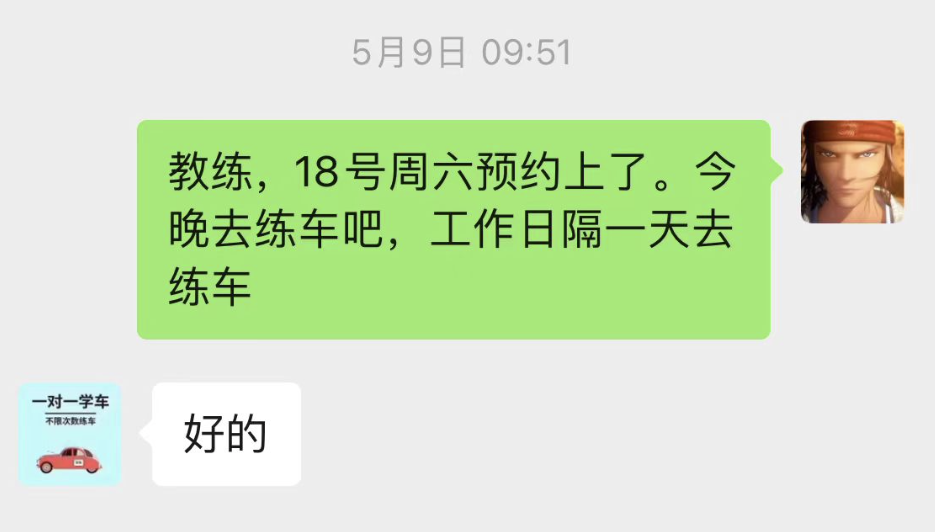 5月9日 09:51
教练，18号周六预约上了。今
晚去练车吧，工作日隔一天去
练车
一对一学车
不限次数练车
好的